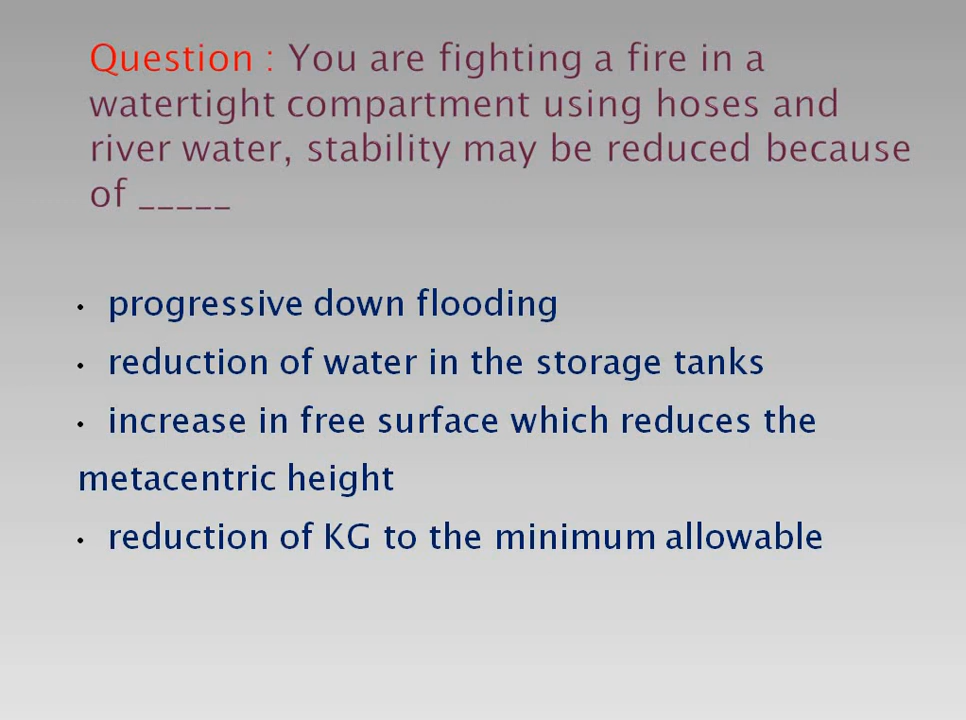 Question : You are fighting a fire in a
watertight compartment using hoses and
river water, stability may be reduced because
of _____
• progressive down flooding
• reduction of water in the storage tanks
• increase in free surface which reduces the
metacentric height
• reduction of KG to the minimum allowable